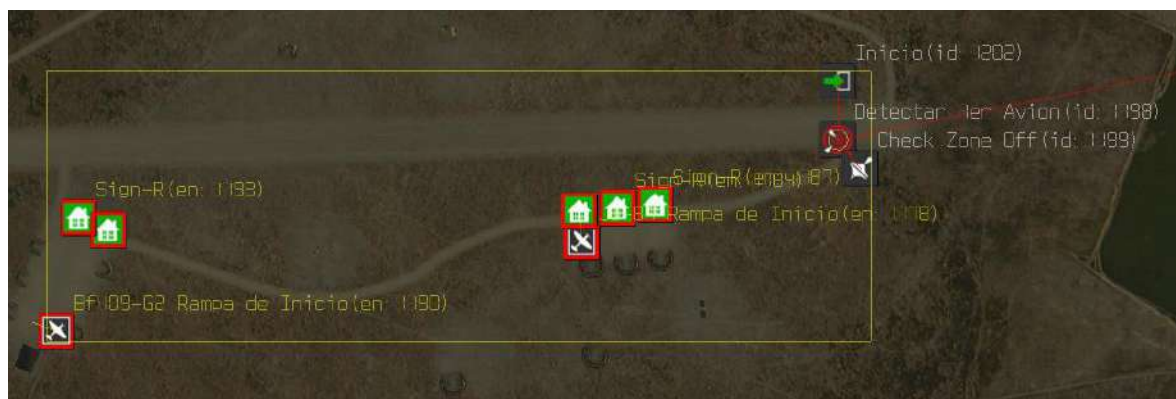 Inicio(id: 1202)
Detectar 1er Avion(id: 1198)
Check Zone Off(id: 1199)
Sign-R(en: 1193)
Rampa de Inicio(en:
Bf109-G2 Rampa de Inicio(en: 1190)